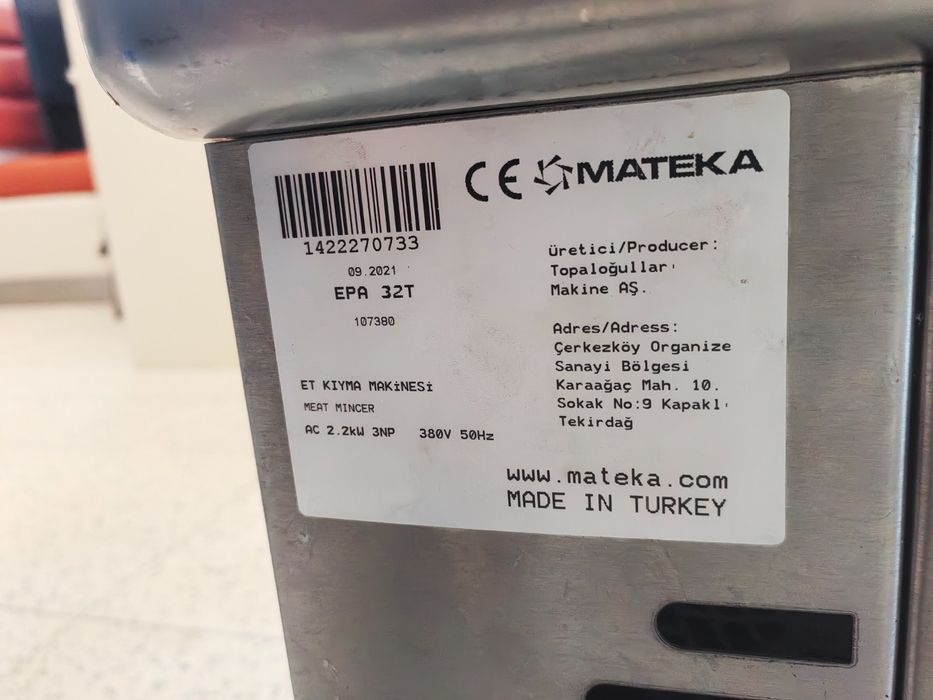 1422270733
09.2021
EPA 32T
107380
ET KIYMA MAKİNESİ
MEAT MINCER
AC 2.2kW 3NP 380V 50Hz
CE MATEKA
Üretici/Producer:
Topaloğulları
Makine AŞ.
Adres/Address:
Çerkezköy Organize
Sanayi Bölgesi
Karaağaç Mah. 10.
Sokak No:9 Kapaklı
Tekirdağ
www.mateka.com
MADE IN TURKEY